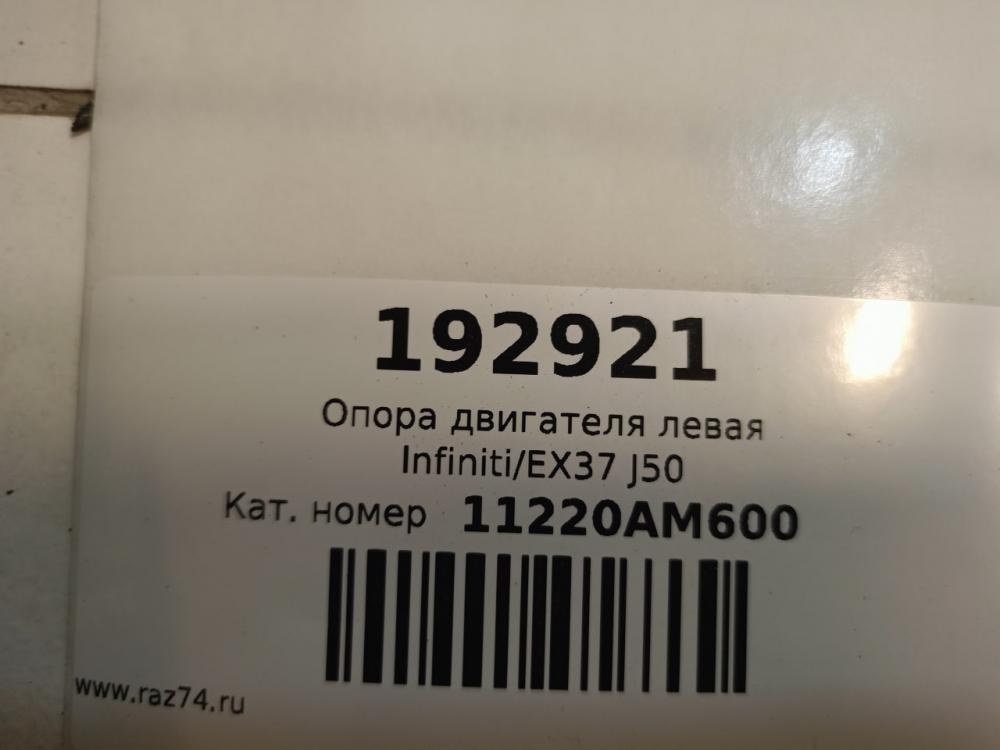 192921
Опора двигателя левая
Infiniti/EX37 J50
Кат. номер 11220AM600
www.raz74.ru